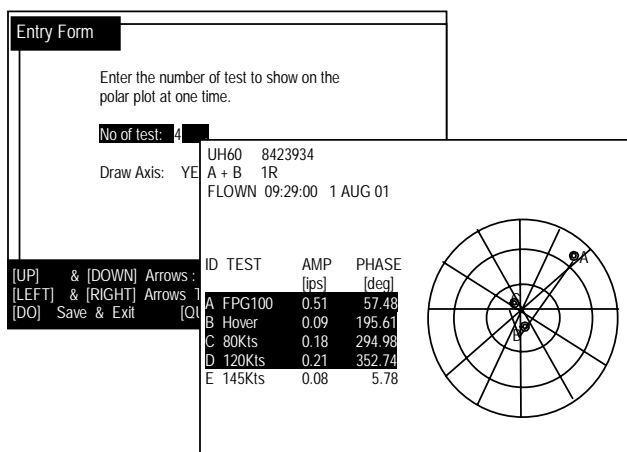 Entry Form
Enter the number of test to show on the
polar plot at one time.
No of test: 4
Draw Axis: YE
[UP] & [DOWN] Arrows :
[LEFT] & [RIGHT] Arrows
[DO] Save & Exit
UH60 8423934
A + B 1R
FLOWN 09:29:00 1 AUG 01
ID TEST AMP PHASE
[ips] [deg]
A FPG100 0.51 57.48
B Hover 0.09 195.61
C 80Kts 0.18 294.98
D 120Kts 0.21 352.74
E 145Kts 0.08 5.78
A
B